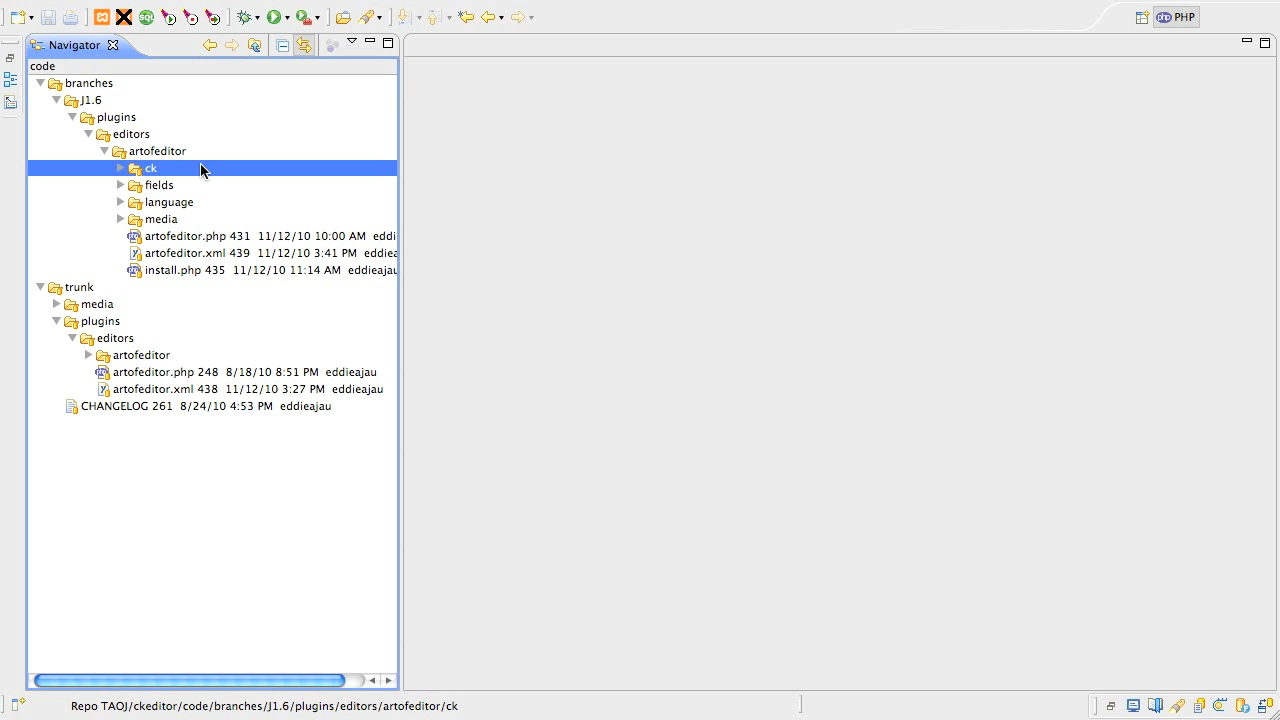 SQL
PHP
Navigator
code
branches
J1.6
plugins
editors
artofeditor
ck
fields
language
media
artofeditor.php 431 11/12/10 10:00 AM eddi
artofeditor.xml 439 11/12/10 3:41 PM eddiea
install.php 435 11/12/10 11:14 AM eddieajau
trunk
media
plugins
editors
artofeditor
artofeditor.php 248 8/18/10 8:51 PM eddieajau
artofeditor.xml 438 11/12/10 3:27 PM eddieajau
CHANGELOG 261 8/24/10 4:53 PM eddieajau
Repo TAOJ/ckeditor/code/branches/J1.6/plugins/editors/artofeditor/ck